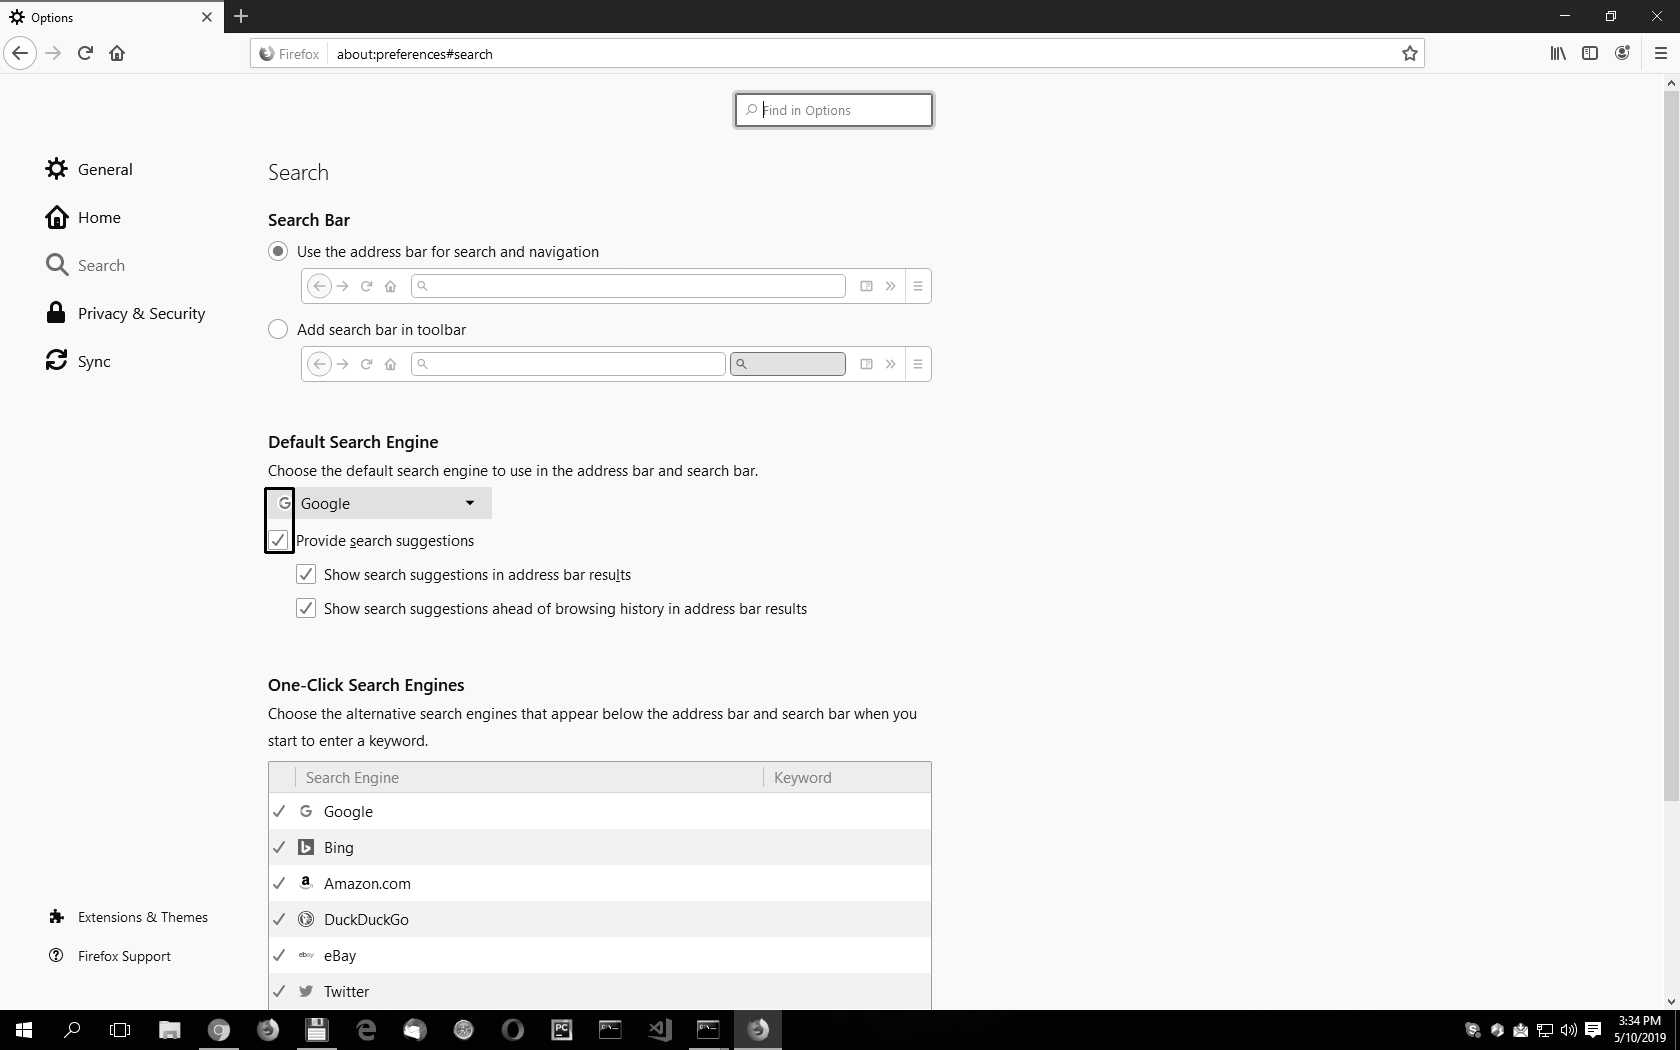 Options
Firefox
about:preferences#search
Find in Options
General
Home
Search
Privacy & Security
Sync
Extensions & Themes
Firefox Support
Search
Search Bar
Use the address bar for search and navigation
Add search bar in toolbar
Default Search Engine
Choose the default search engine to use in the address bar and search bar.
G Google
Provide search suggestions
Show search suggestions in address bar results
Show search suggestions ahead of browsing history in address bar results
One-Click Search Engines
Choose the alternative search engines that appear below the address bar and search bar when you
start to enter a keyword.
Search Engine Keyword
G Google
b Bing
a Amazon.com
DuckDuckGo
ebay eBay
Twitter
PC
3:34 PM
5/10/2019